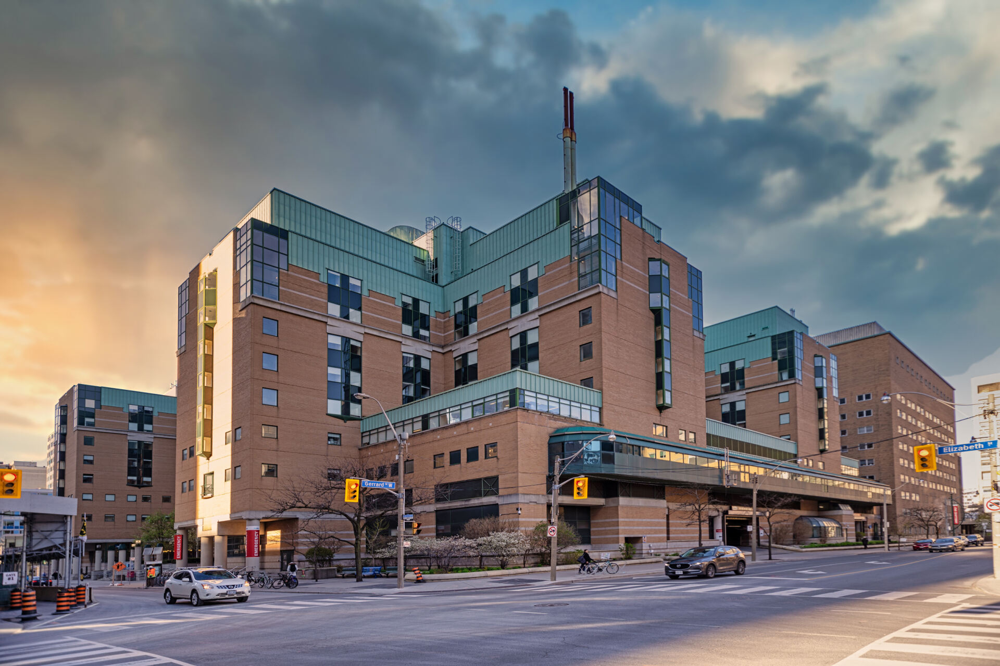 Elizabeth St
Gerrard St W
EMERGENCY
EMERGENCY
GATE
#1